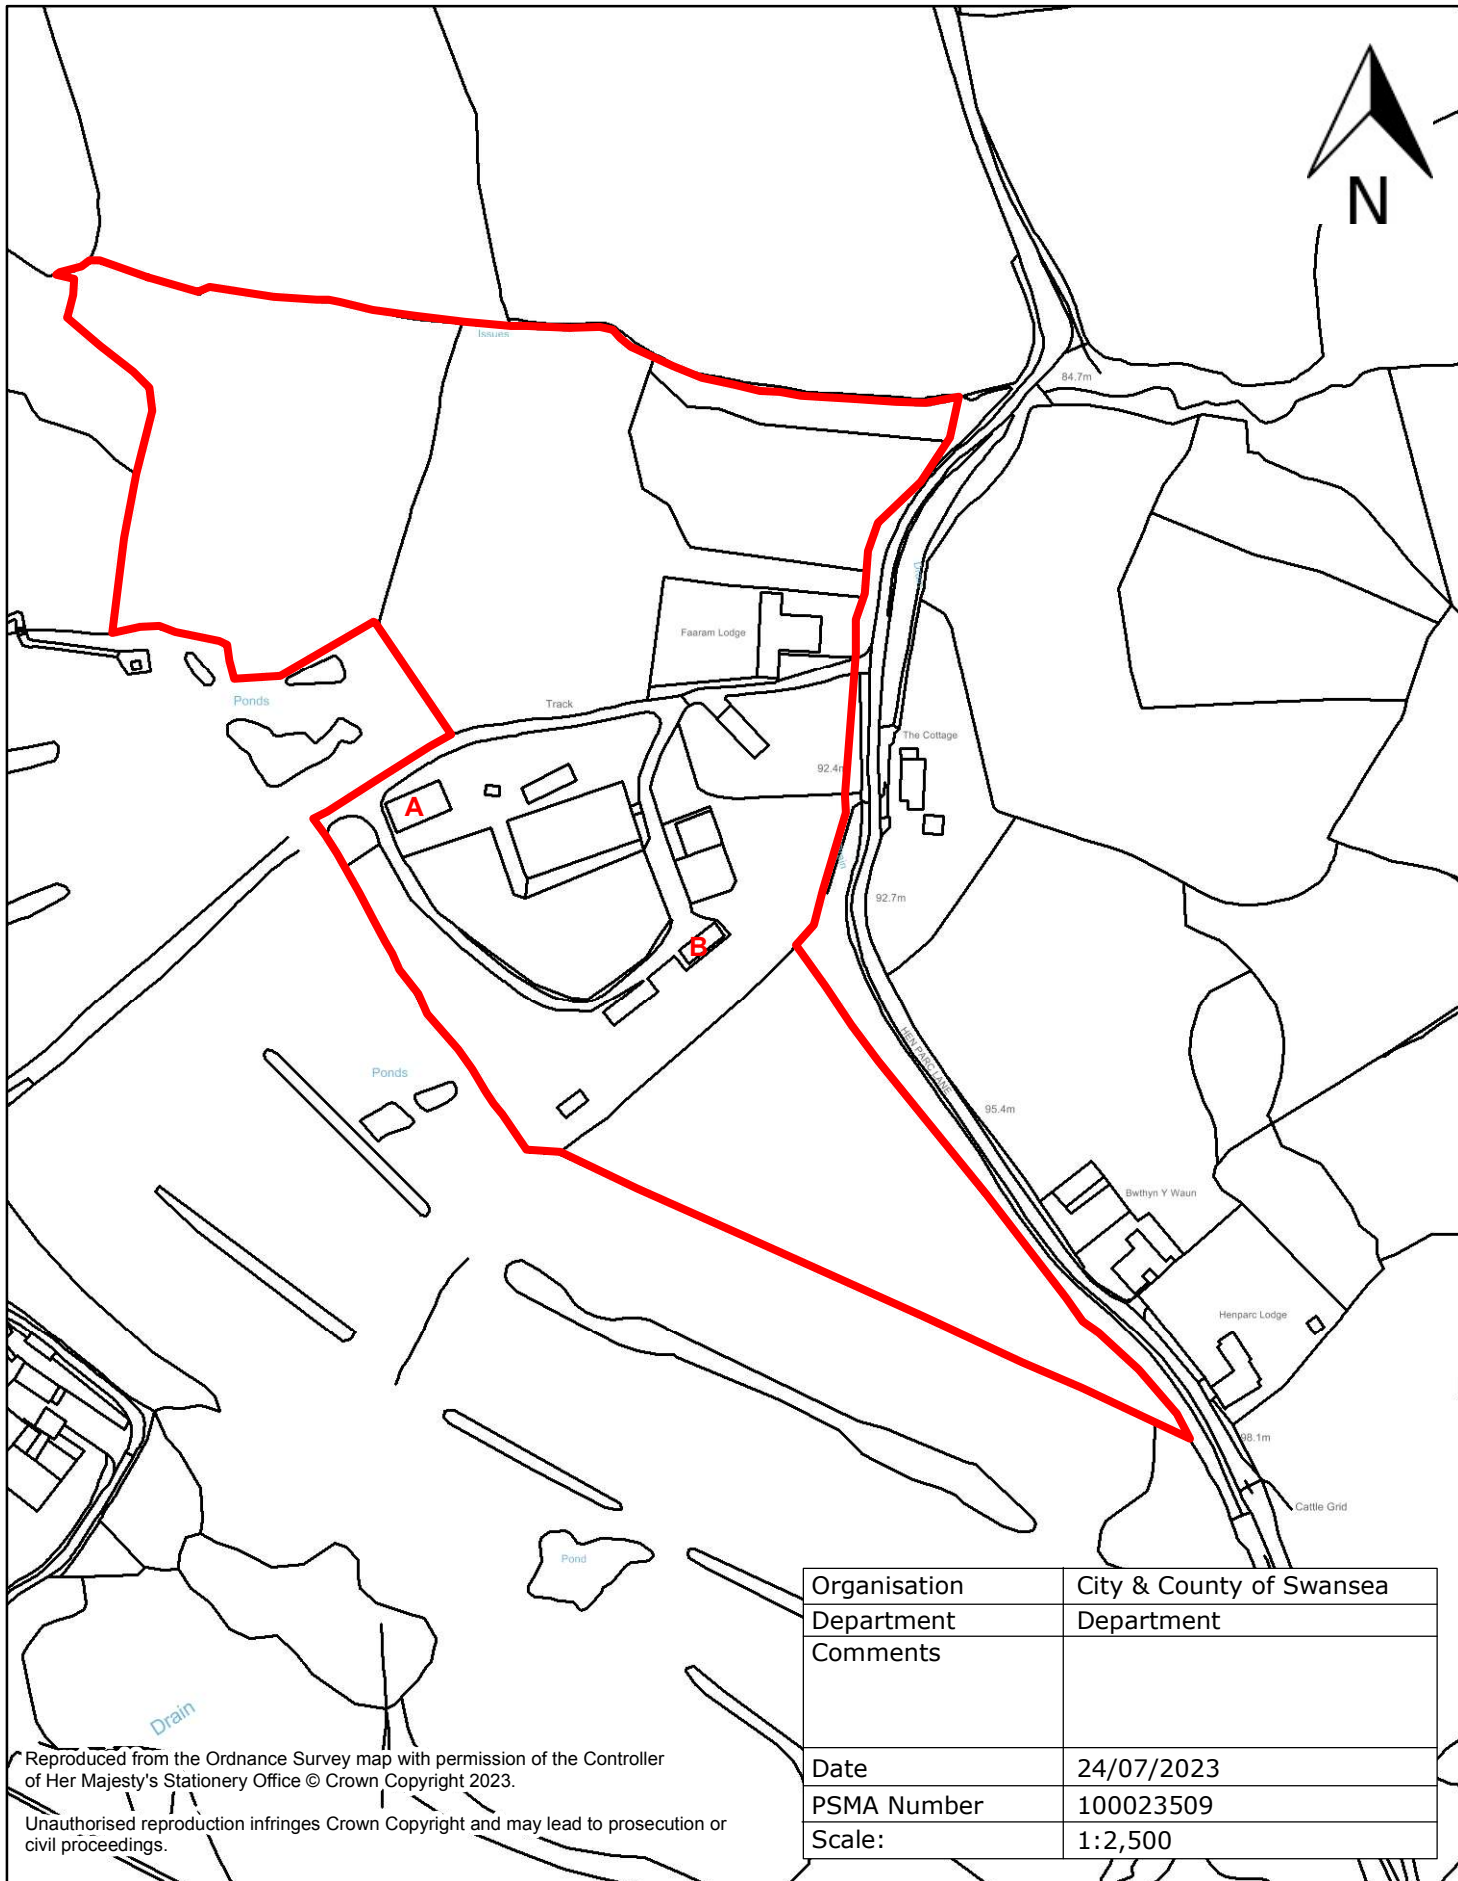 N
Issues
84.7m
Drain
Faaram Lodge
Ponds
Track
The Cottage
92.4m
A
Drain
92.7m
B
HEN PARC LANE
Ponds
95.4m
Bwthyn Y Waun
Henparc Lodge
98.1m
Cattle Grid
Pond
Drain
Organisation City & County of Swansea
Department Department
Comments
Date 24/07/2023
PSMA Number 100023509
Scale: 1:2,500
Reproduced from the Ordnance Survey map with permission of the Controller
of Her Majesty's Stationery Office © Crown Copyright 2023.
Unauthorised reproduction infringes Crown Copyright and may lead to prosecution or
civil proceedings.